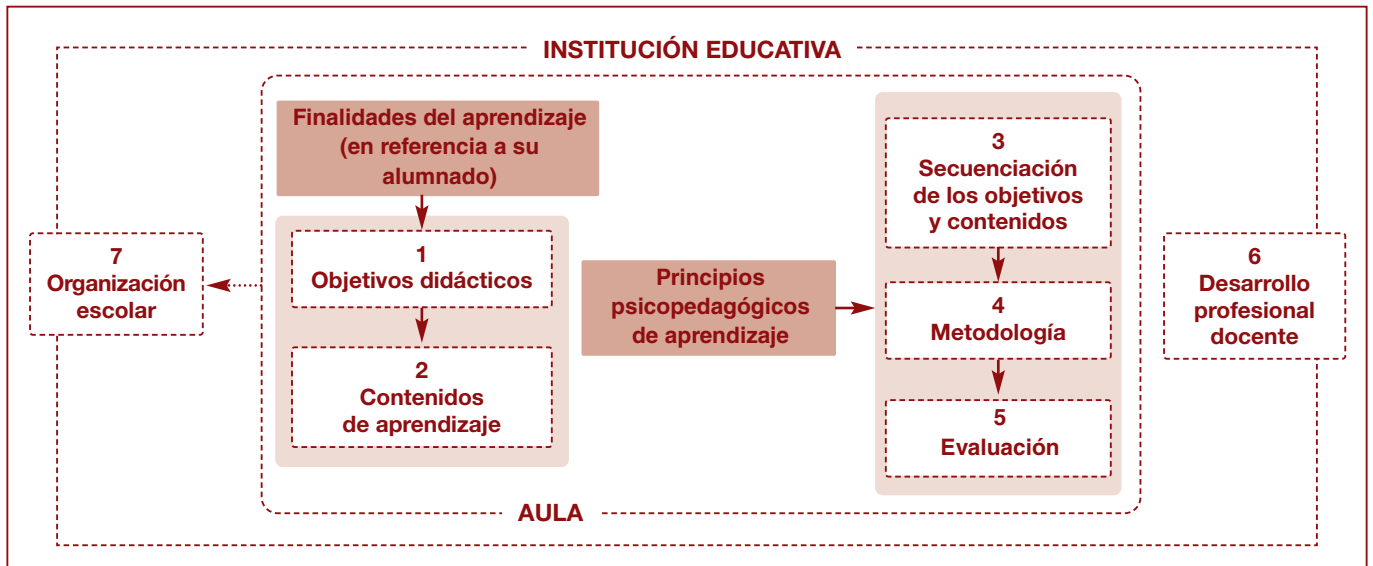 INSTITUCIÓN EDUCATIVA
Finalidades del aprendizaje
(en referencia a su
alumnado)
1
Objetivos didácticos
2
Contenidos
de aprendizaje
Principios
psicopedagógicos
de aprendizaje
3
Secuenciación
de los objetivos
y contenidos
4
Metodología
5
Evaluación
7
Organización
escolar
6
Desarrollo
profesional
docente
AULA